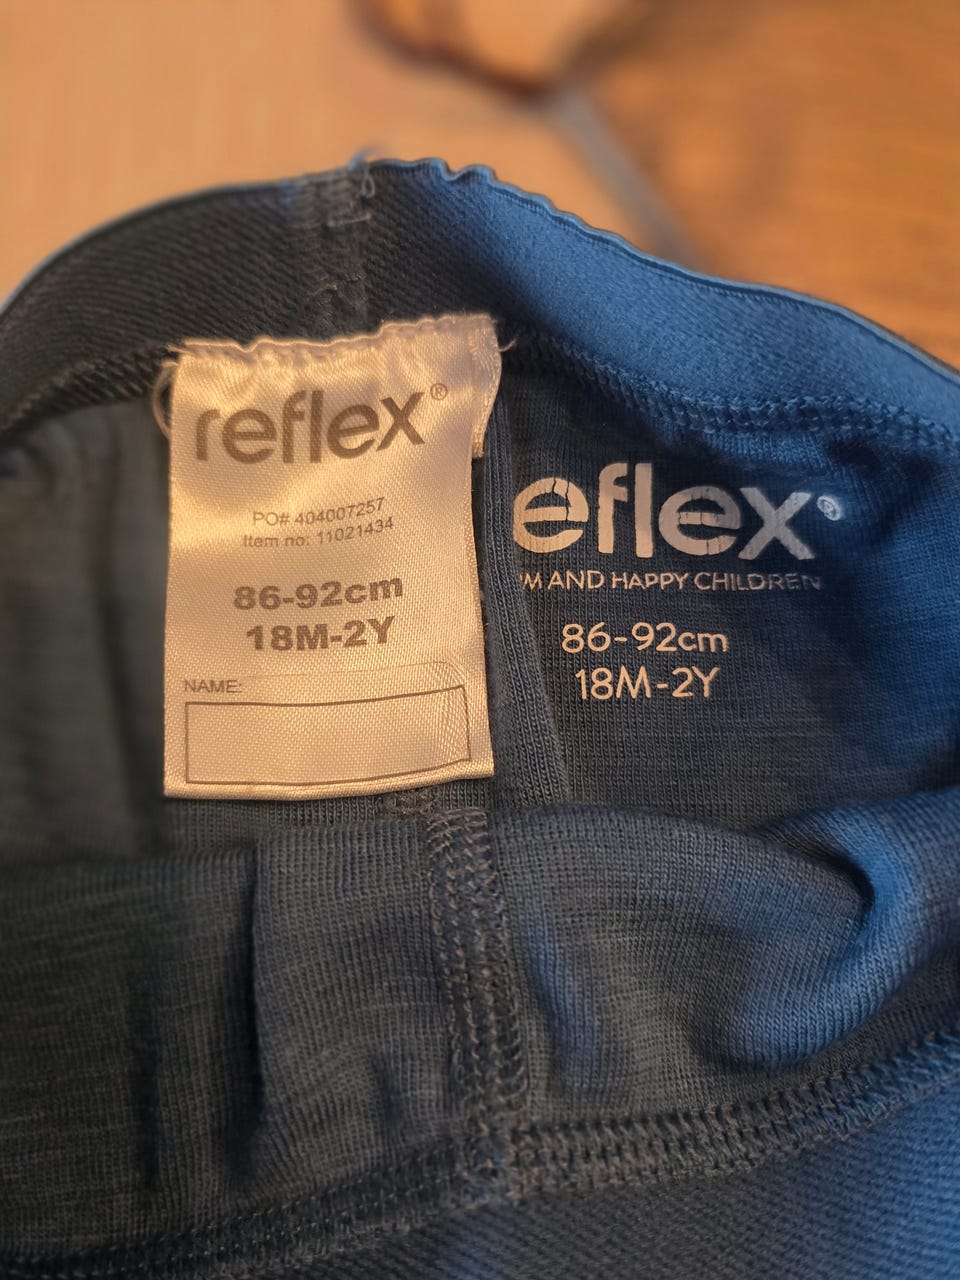 reflex®
PO# 404007257
Item no: 11021434
86-92cm
18M-2Y
NAME:
eflex®
M AND HAPPY CHILDREN
86-92cm
18M-2Y